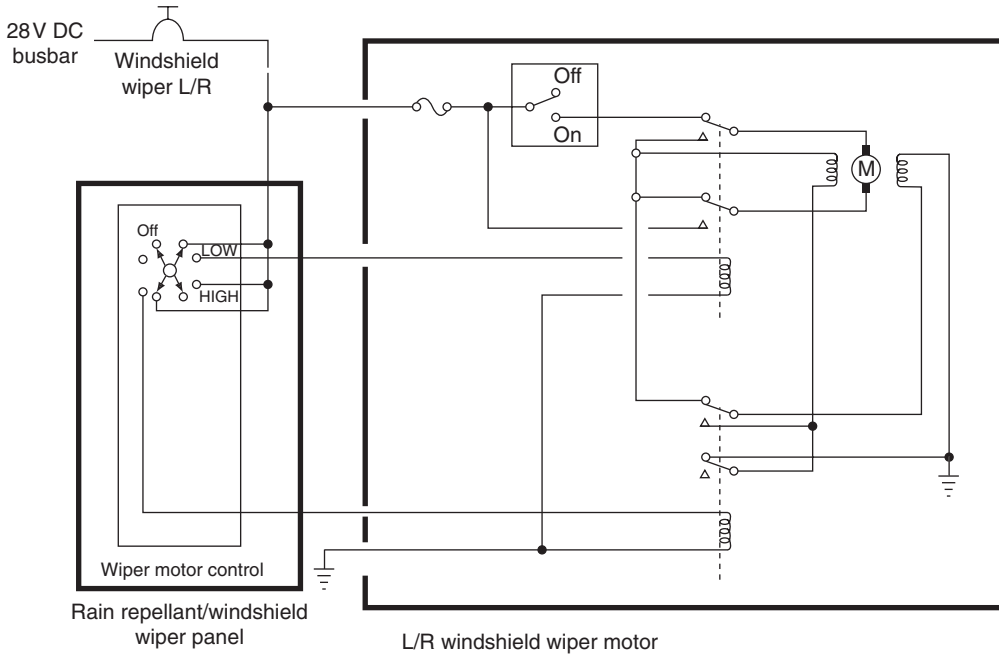 28V DC
busbar
Windshield
wiper L/R
Off
On
M
Off
LOW
HIGH
Wiper motor control
Rain repellant/windshield
wiper panel
L/R windshield wiper motor